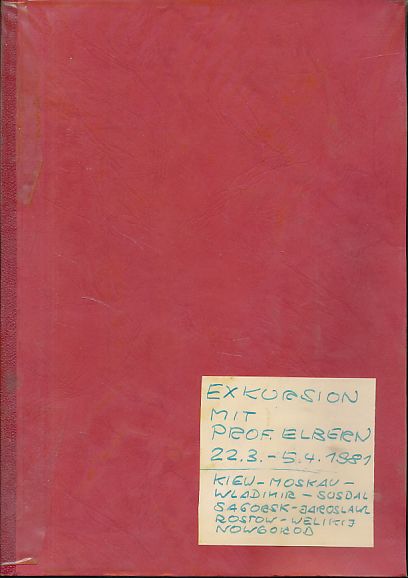 EXKURSION
MIT
PROF. ELBERN
22.3. – 5.4. 1981
KIEW – MOSKAU –
WLADIMIR – SUSDAL
SAGORSK – JAROSLAWL
ROSTOW – WELIKIJ
NOWGOROD